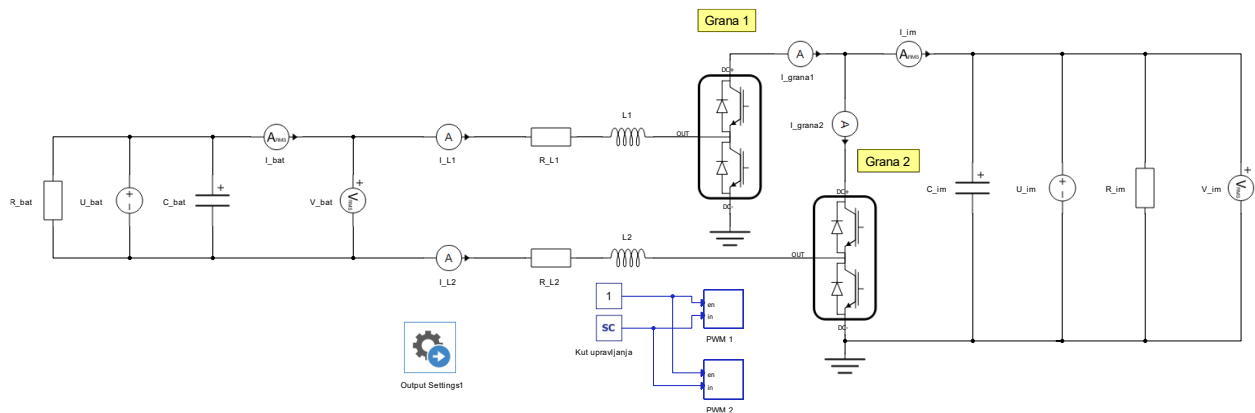 Grana 1
I_im
DC+
I_grana1
L1
OUT
I_grana2
A
A
A RMS
A RMS
A
A
I_bat
I_L1
R_L1
Grana 2
DC+
R_bat
U_bat
C_bat
V_bat
V RMS
DC-
C_im
U_im
R_im
V_im
V RMS
L2
OUT
I_L2
R_L2
DC-
1
en
in
SC
PWM 1
Kut upravljanja
en
in
Output Settings1
PWM 2